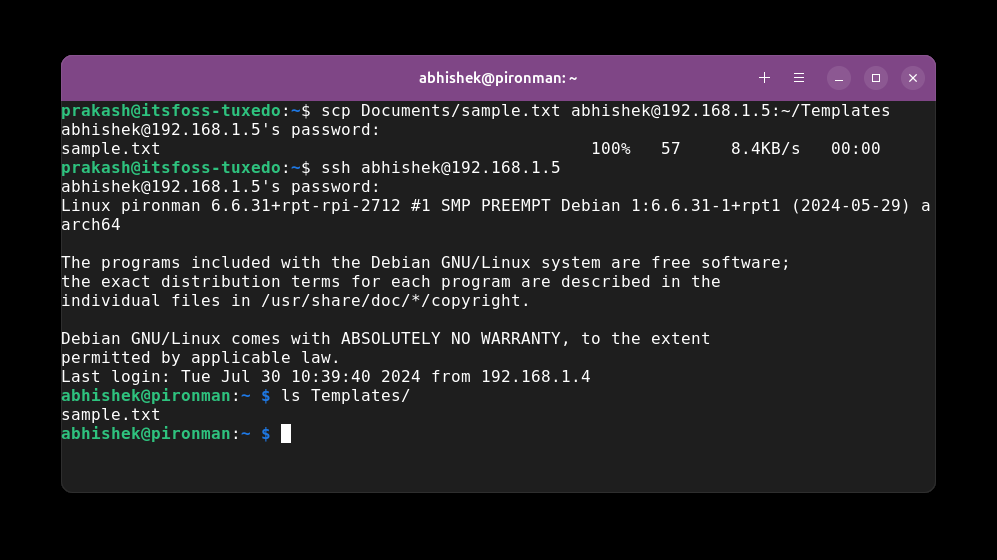 abhishek@pironman: ~
prakash@itsfoss-tuxedo:~$ scp Documents/sample.txt abhishek@192.168.1.5:~/Templates
abhishek@192.168.1.5's password:
sample.txt                                           100%   57     8.4KB/s   00:00
prakash@itsfoss-tuxedo:~$ ssh abhishek@192.168.1.5
abhishek@192.168.1.5's password:
Linux pironman 6.6.31+rpt-rpi-2712 #1 SMP PREEMPT Debian 1:6.6.31-1+rpt1 (2024-05-29) a
arch64
The programs included with the Debian GNU/Linux system are free software;
the exact distribution terms for each program are described in the
individual files in /usr/share/doc/*/copyright.
Debian GNU/Linux comes with ABSOLUTELY NO WARRANTY, to the extent
permitted by applicable law.
Last login: Tue Jul 30 10:39:40 2024 from 192.168.1.4
abhishek@pironman:~ $ ls Templates/
sample.txt
abhishek@pironman:~ $